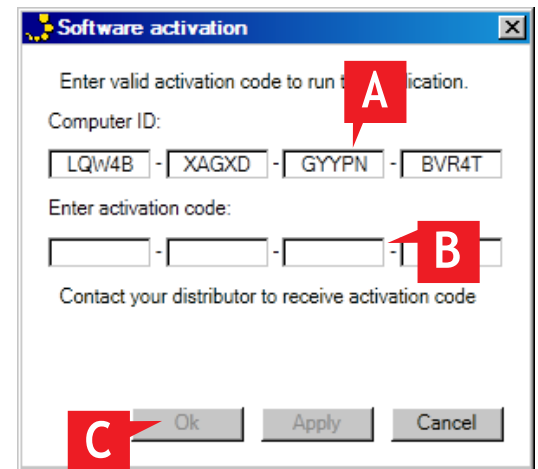 Software activation
Enter valid activation code to run t ication.
A
Computer ID:
LQW4B - XAGXD - GYYPN - BVR4T
Enter activation code:
- - -
B
Contact your distributor to receive activation code
C
Ok Apply Cancel